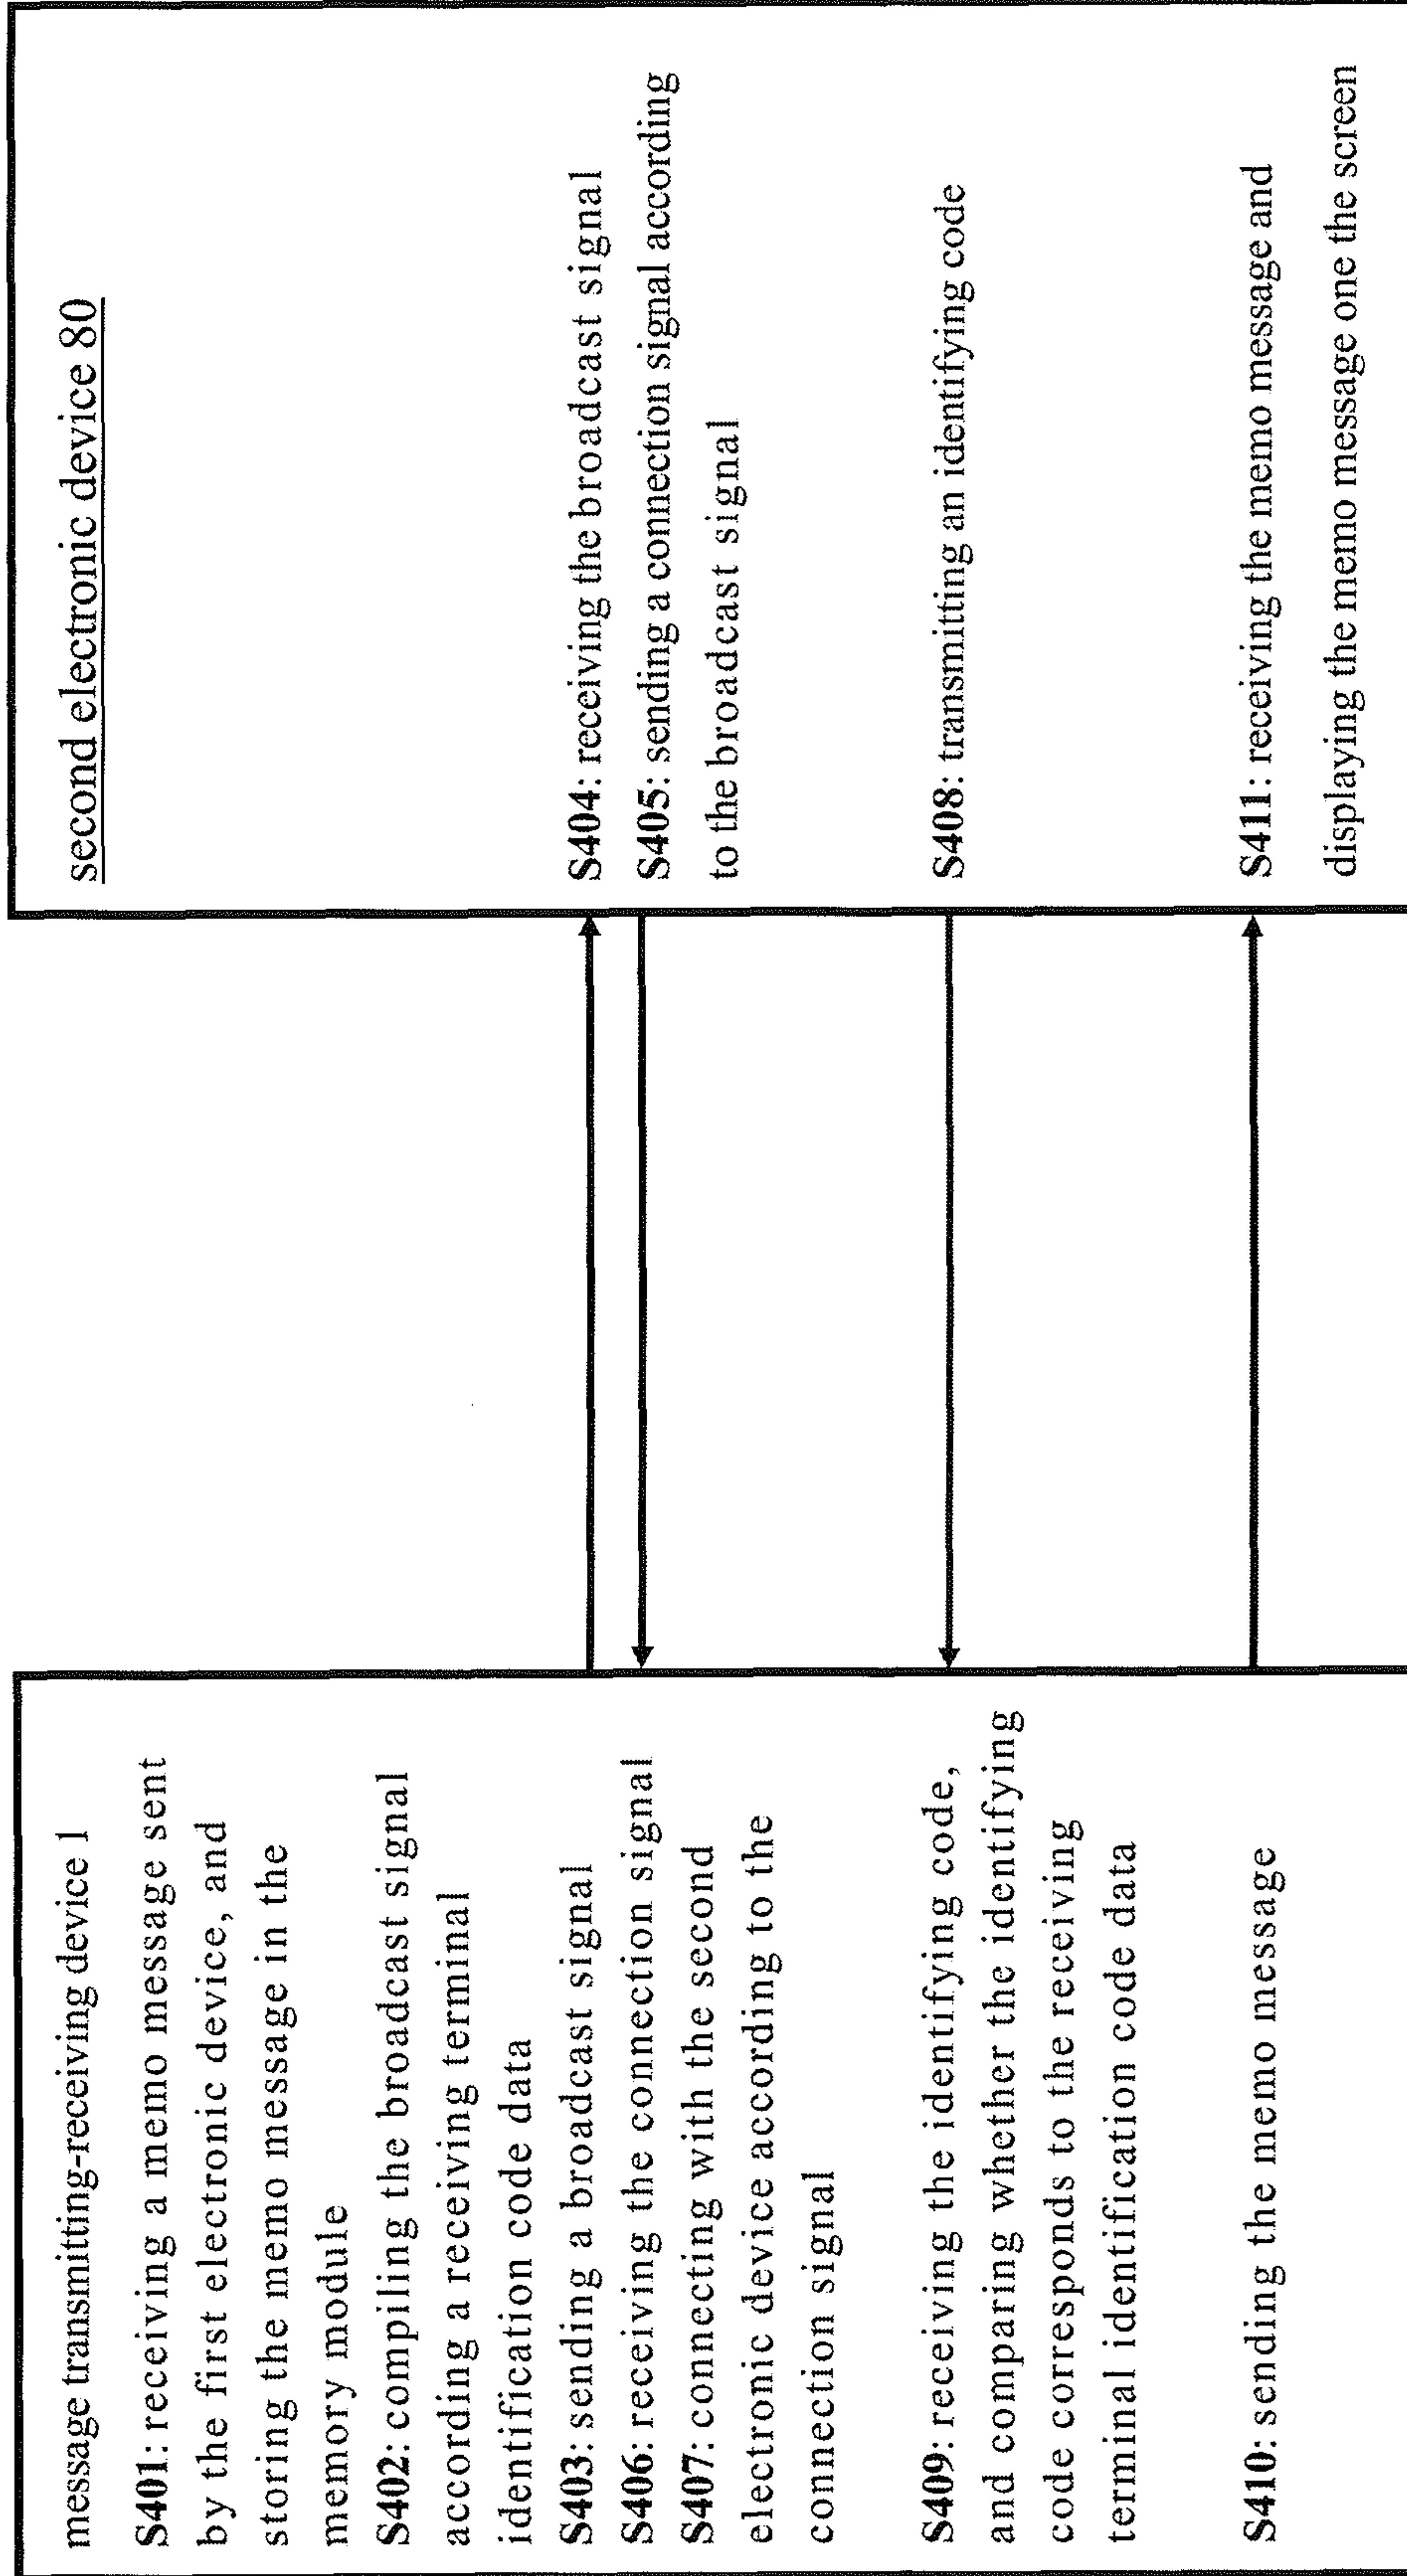 message transmitting-receiving device 1
S401: receiving a memo message sent
by the first electronic device, and
storing the memo message in the
memory module
S402: compiling the broadcast signal
according a receiving terminal
identification code data
S403: sending a broadcast signal
S406: receiving the connection signal
S407: connecting with the second
electronic device according to the
connection signal
S409: receiving the identifying code,
and comparing whether the identifying
code corresponds to the receiving
terminal identification code data
S410: sending the memo message
second electronic device 80
S404: receiving the broadcast signal
S405: sending a connection signal according
to the broadcast signal
S408: transmitting an identifying code
S411: receiving the memo message and
displaying the memo message one the screen